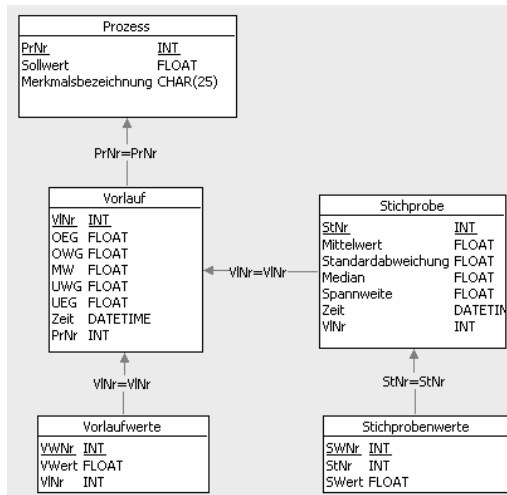 Prozess
PrNr INT
Sollwert FLOAT
Merkmalsbezeichnung CHAR(25)
PrNr=PrNr
Vorlauf
VlNr INT
OEG FLOAT
OWG FLOAT
MW FLOAT
UWG FLOAT
UEG FLOAT
Zeit DATETIME
PrNr INT
VlNr=VlNr
Stichprobe
StNr INT
Mittelwert FLOAT
Standardabweichung FLOAT
Median FLOAT
Spannweite FLOAT
Zeit DATETIM
VlNr INT
VlNr=VlNr
StNr=StNr
Vorlaufwerte
VWNr INT
VWert FLOAT
VlNr INT
Stichprobenwerte
SWNr INT
StNr INT
SWert FLOAT